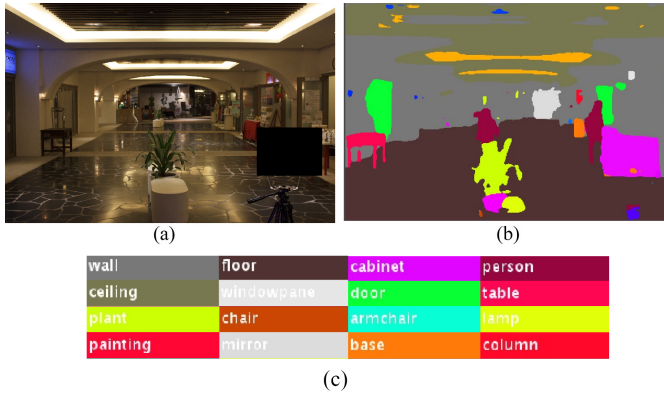 (a)
(b)
wall floor cabinet person
ceiling windowpane door table
plant chair armchair lamp
painting mirror base column
(c)